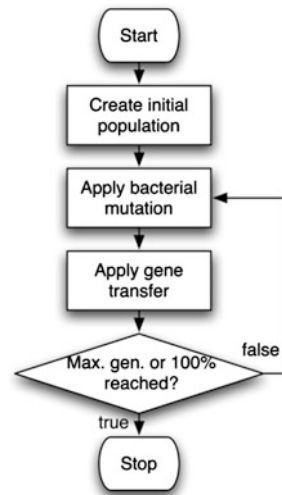 Start
Create initial
population
Apply bacterial
mutation
Apply gene
transfer
Max. gen. or 100%
reached?
false
true
Stop